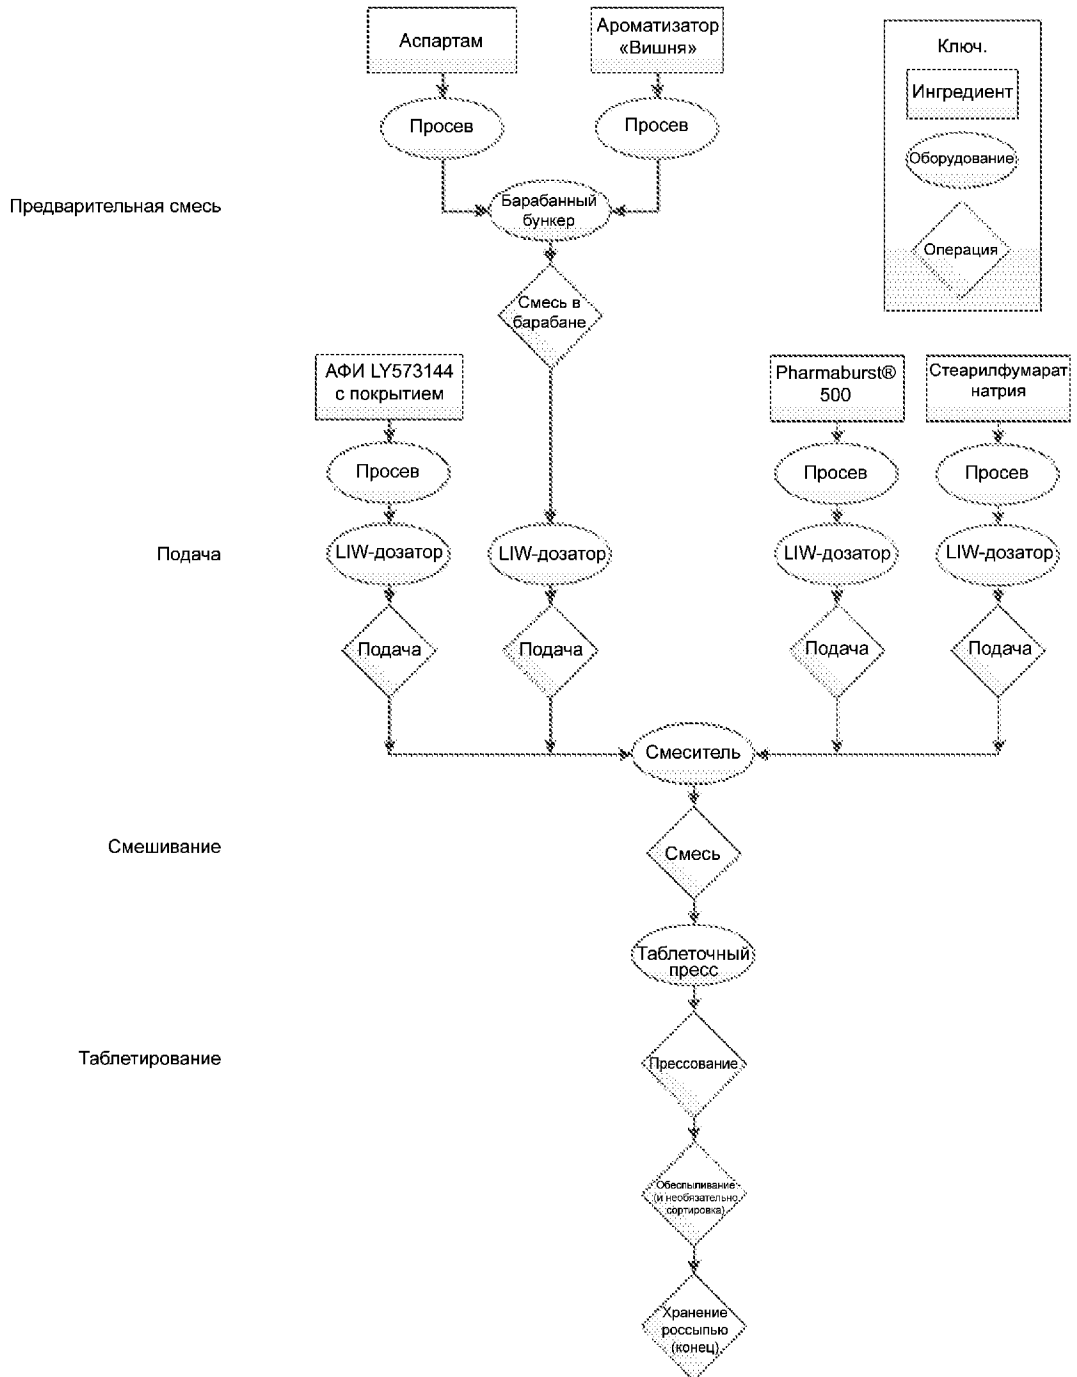 Аспартам
Ароматизатор
«Вишня»
Ключ.
Ингредиент
Оборудование
Операция
Просев
Просев
Предварительная смесь
Барабанный
бункер
Смесь в
барабане
АФИ LY573144
с покрытием
Pharmaburst®
500
Стеарилфумарат
натрия
Просев
Просев
Просев
Подача
LIW-дозатор
LIW-дозатор
LIW-дозатор
LIW-дозатор
Подача
Подача
Подача
Подача
Смеситель
Смешивание
Смесь
Таблеточный
пресс
Таблетирование
Прессование
Обеспыливание
(и необязательно
сортировка)
Хранение
россыпью
(конец)